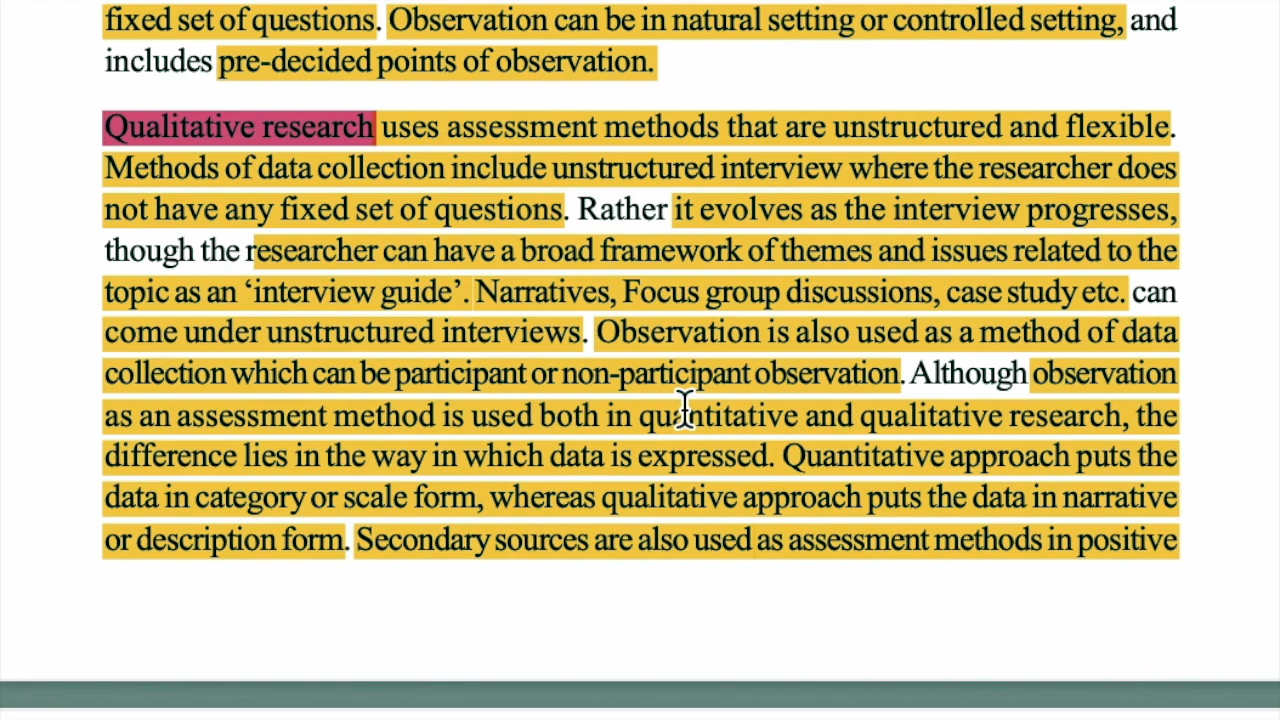 fixed set of questions. Observation can be in natural setting or controlled setting, and
includes pre-decided points of observation.
Qualitative research uses assessment methods that are unstructured and flexible.
Methods of data collection include unstructured interview where the researcher does
not have any fixed set of questions. Rather it evolves as the interview progresses,
though the researcher can have a broad framework of themes and issues related to the
topic as an ‘interview guide’. Narratives, Focus group discussions, case study etc. can
come under unstructured interviews. Observation is also used as a method of data
collection which can be participant or non-participant observation. Although observation
as an assessment method is used both in quantitative and qualitative research, the
difference lies in the way in which data is expressed. Quantitative approach puts the
data in category or scale form, whereas qualitative approach puts the data in narrative
or description form. Secondary sources are also used as assessment methods in positive